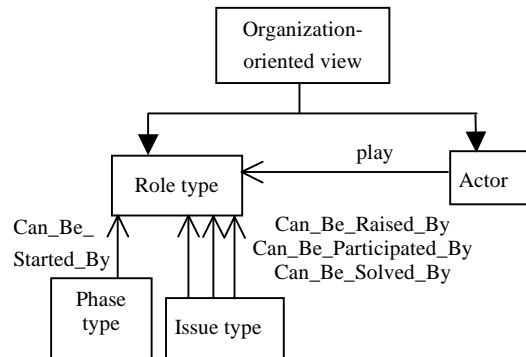 Organization-
oriented view
play
Role type
Actor
Can_Be_
Started_By
Can_Be_Raised_By
Can_Be_Participated_By
Can_Be_Solved_By
Phase
type
Issue type